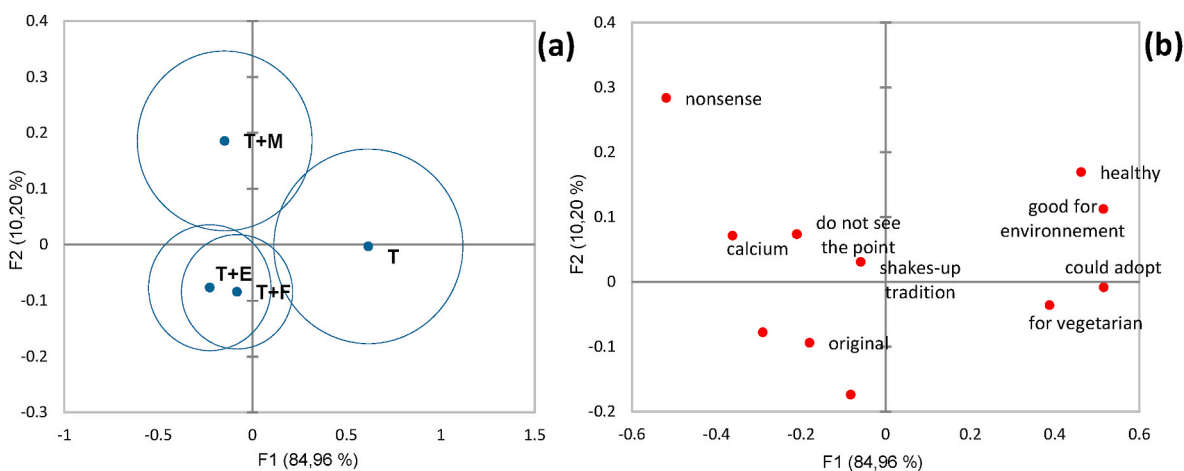 (a)
0.4
0.3
0.2
0.1
0
-0.1
-0.2
-0.3
F2 (10,20 %)
T+M
T
T+E
T+F
-1
-0.5
0
0.5
1
1.5
F1 (84,96 %)
(b)
0.4
0.3
0.2
0.1
0
-0.1
-0.2
F2 (10,20 %)
nonsense
healthy
good for
environnement
do not see
the point
calcium
shakes-up
tradition
could adopt
for vegetarian
original
-0.6
-0.4
-0.2
0
0.2
0.4
0.6
F1 (84,96 %)